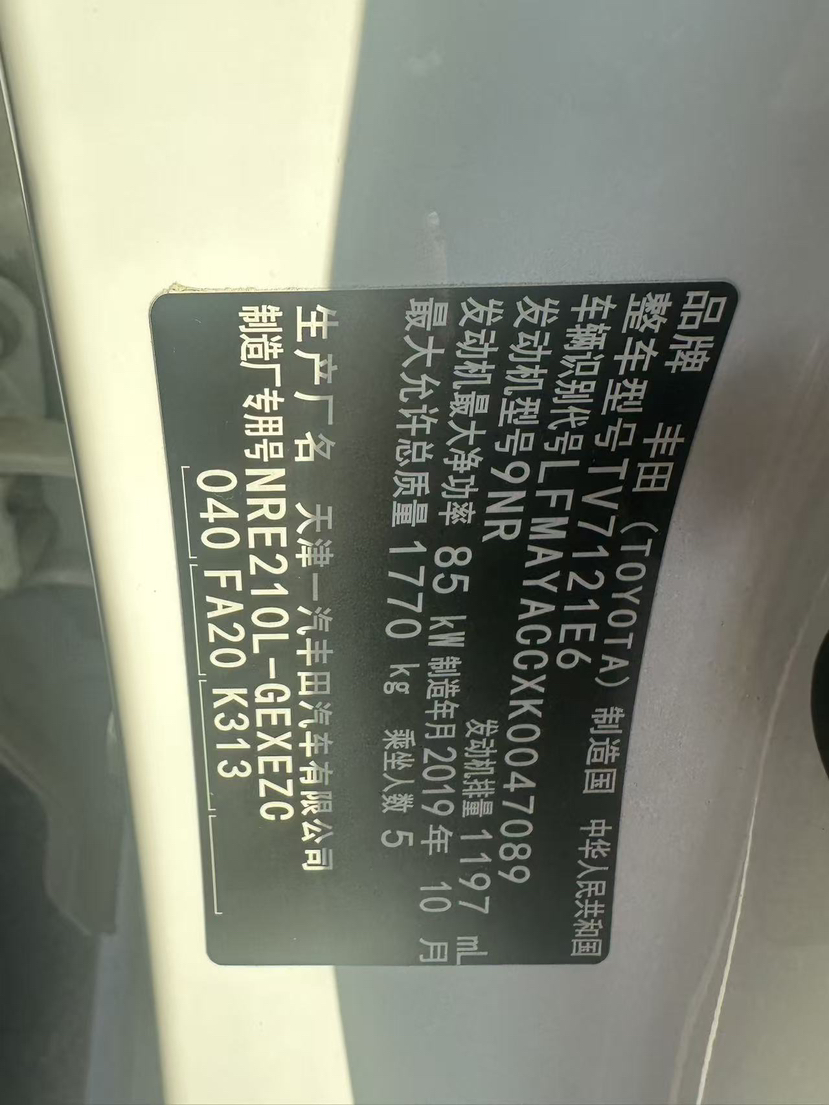 品牌 丰田 (TOYOTA) 制造国 中华人民共和国
整车型号TV7121E6
车辆识别代号LFMAYACCXK0047089
发动机型号9NR 发动机排量1197 mL
发动机最大净功率 85 kW 制造年月2019年 10 月
最大允许总质量 1770 kg 乘坐人数 5
生产厂名 天津一汽丰田汽车有限公司
制造厂专用号NRE210L-GEXEZC
040 FA20 K313